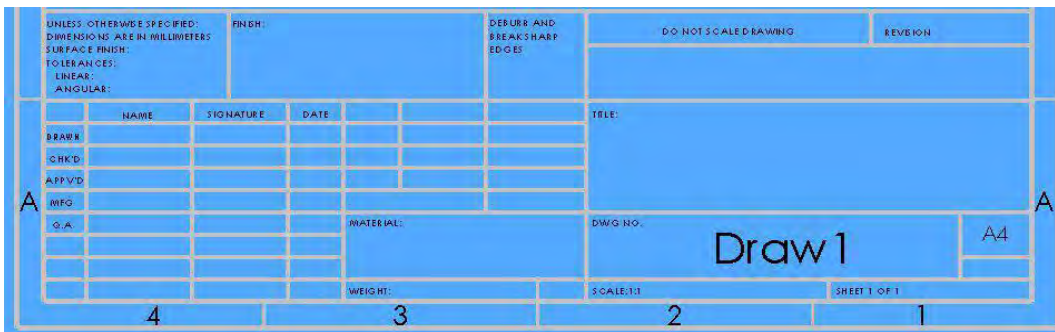 UNLESS OTHERWISE SPECIFIED:
DIMENSIONS ARE IN MILLIMETERS
SURFACE FINISH:
TOLERANCES:
LINEAR:
ANGULAR:
FINISH:
DEBURR AND
BREAK SHARP
EDGES
DO NOT SCALE DRAWING
REVISION
NAME
SIGNATURE
DATE
TITLE:
DRAWN
CHK'D
APPV'D
MFG
Q.A
A
A
MATERIAL:
DWG NO.
Draw1
A4
WEIGHT:
SCALE:1:1
SHEET 1 OF 1
4
3
2
1